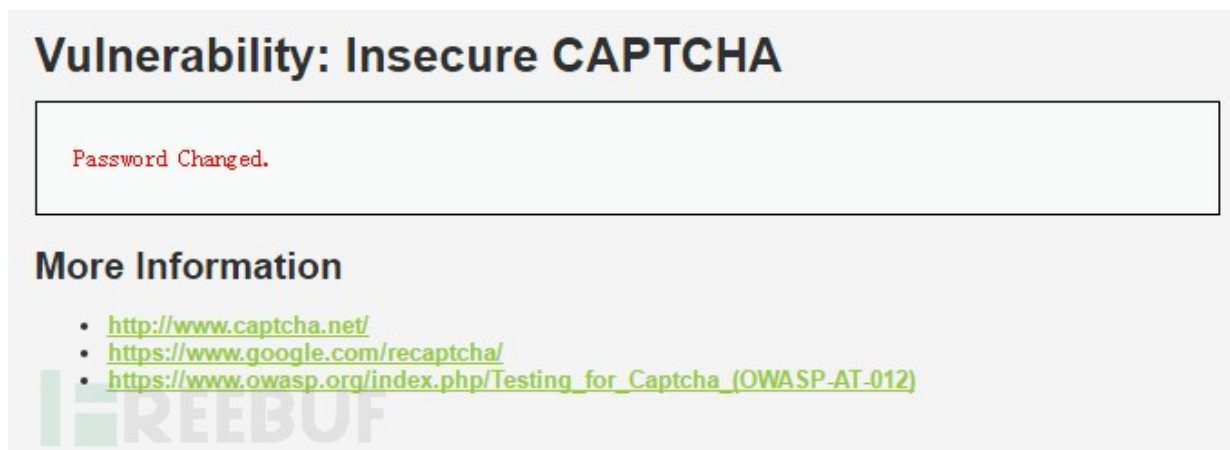 Vulnerability: Insecure CAPTCHA
Password Changed.
More Information
http://www.captcha.net/
https://www.google.com/recaptcha/
https://www.owasp.org/index.php/Testing_for_Captcha_(OWASP-AT-012)
FREEBUF